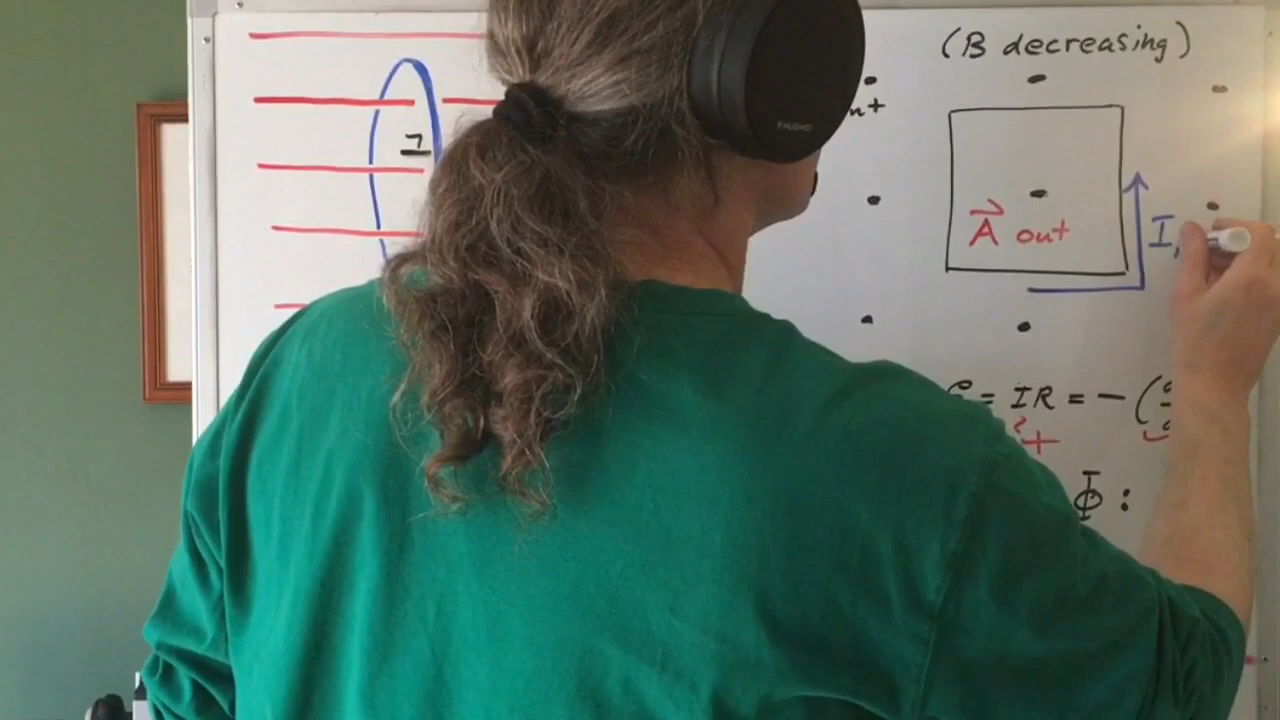 (B decreasing)
A⃗ out
I,
ℰ = IR = - (
? +
Φ :